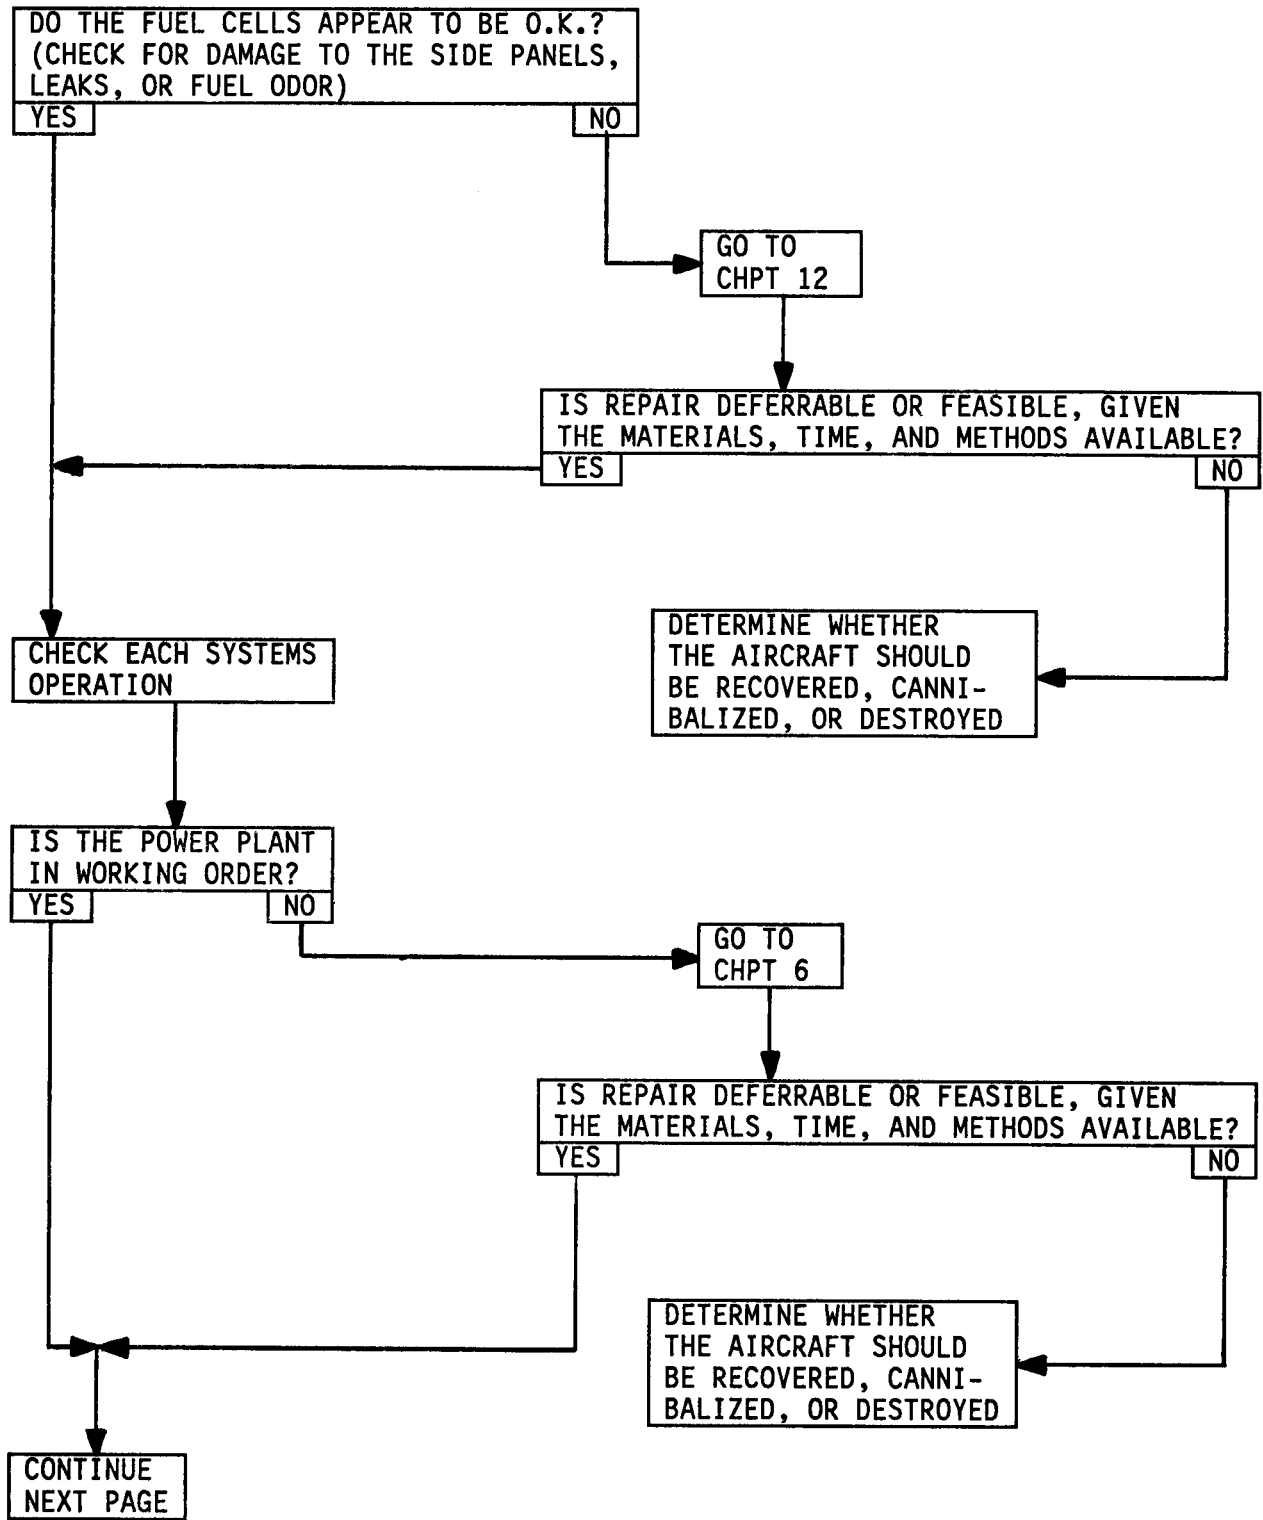 DO THE FUEL CELLS APPEAR TO BE O.K.?
(CHECK FOR DAMAGE TO THE SIDE PANELS,
LEAKS, OR FUEL ODOR)
YES
NO
GO TO
CHPT 12
IS REPAIR DEFERRABLE OR FEASIBLE, GIVEN
THE MATERIALS, TIME, AND METHODS AVAILABLE?
YES
NO
DETERMINE WHETHER
THE AIRCRAFT SHOULD
BE RECOVERED, CANNI-
BALIZED, OR DESTROYED
CHECK EACH SYSTEMS
OPERATION
IS THE POWER PLANT
IN WORKING ORDER?
YES
NO
GO TO
CHPT 6
IS REPAIR DEFERRABLE OR FEASIBLE, GIVEN
THE MATERIALS, TIME, AND METHODS AVAILABLE?
YES
NO
DETERMINE WHETHER
THE AIRCRAFT SHOULD
BE RECOVERED, CANNI-
BALIZED, OR DESTROYED
CONTINUE
NEXT PAGE